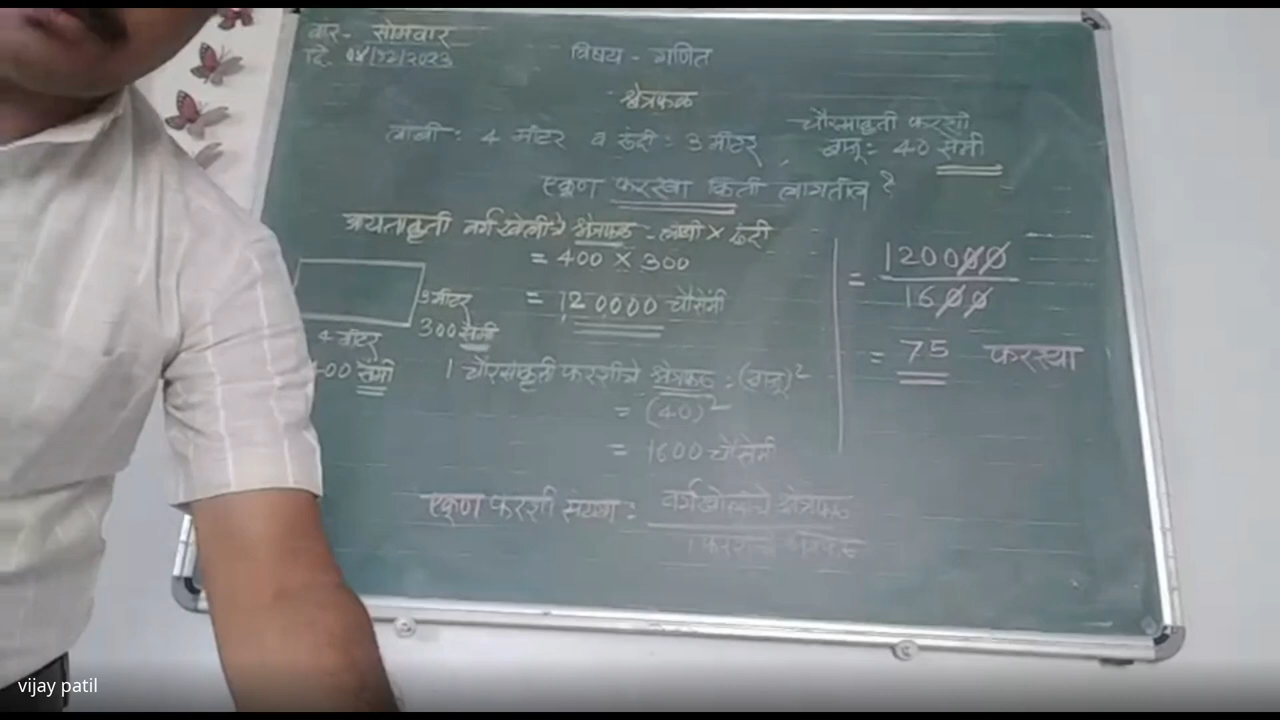 वार- सोमवार
दि. 04/12/2023
विषय - गणित
क्षेत्रफळ
लांबी : 4 मीटर व रुंदी : 3 मीटर ,
चौरसाकृती फरशी
बाजू = 40 सेंमी
एकूण फरश्या किती लागतील ?
आयताकृती वर्गखोलीचे क्षेत्रफळ = लांबी × रुंदी
= 400 × 300
= 120000 चौसेंमी
3 मीटर
300 सेंमी
4 मीटर
400 सेंमी
1 चौरसाकृती फरशीचे क्षेत्रफळ = (बाजू)²
= (40)²
= 1600 चौसेमी
एकूण फरशी संख्या = वर्गखोलीचे क्षेत्रफळ
1 फरशीचे क्षेत्रफळ
= 120000
1600
= 75 फरश्या
vijay patil